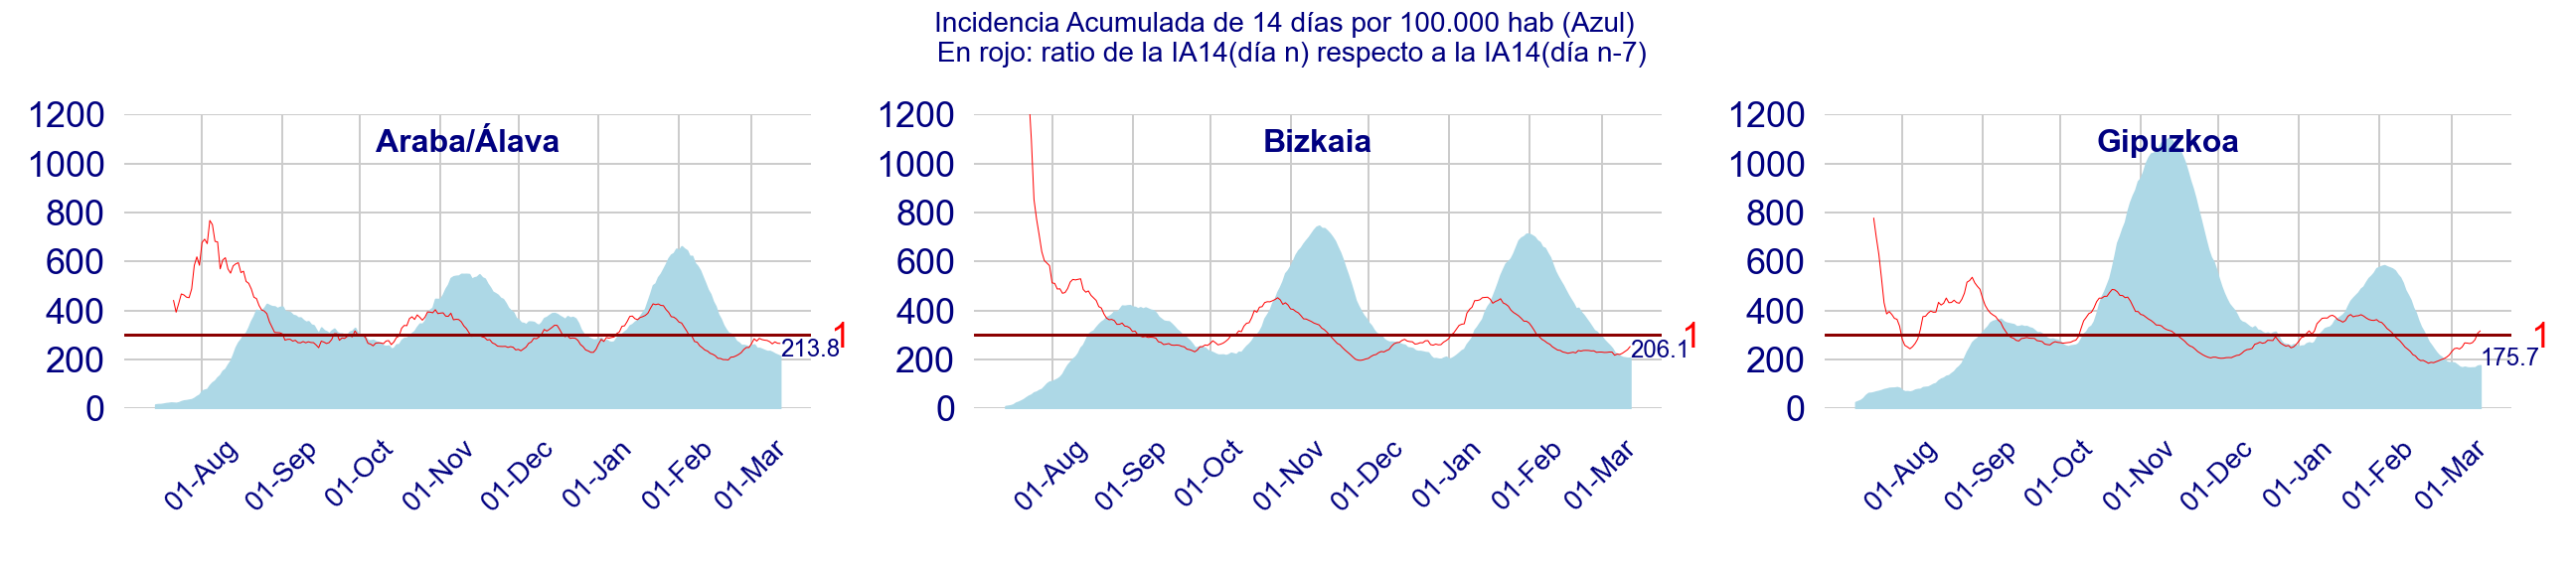 Incidencia Acumulada de 14 días por 100.000 hab (Azul)
En rojo: ratio de la IA14(día n) respecto a la IA14(día n-7)
Araba/Álava
1200
1000
800
600
400
200
0
1
213.8
01-Aug
01-Sep
01-Oct
01-Nov
01-Dec
01-Jan
01-Feb
01-Mar
Bizkaia
1200
1000
800
600
400
200
0
1
206.1
01-Aug
01-Sep
01-Oct
01-Nov
01-Dec
01-Jan
01-Feb
01-Mar
Gipuzkoa
1200
1000
800
600
400
200
0
1
175.7
01-Aug
01-Sep
01-Oct
01-Nov
01-Dec
01-Jan
01-Feb
01-Mar